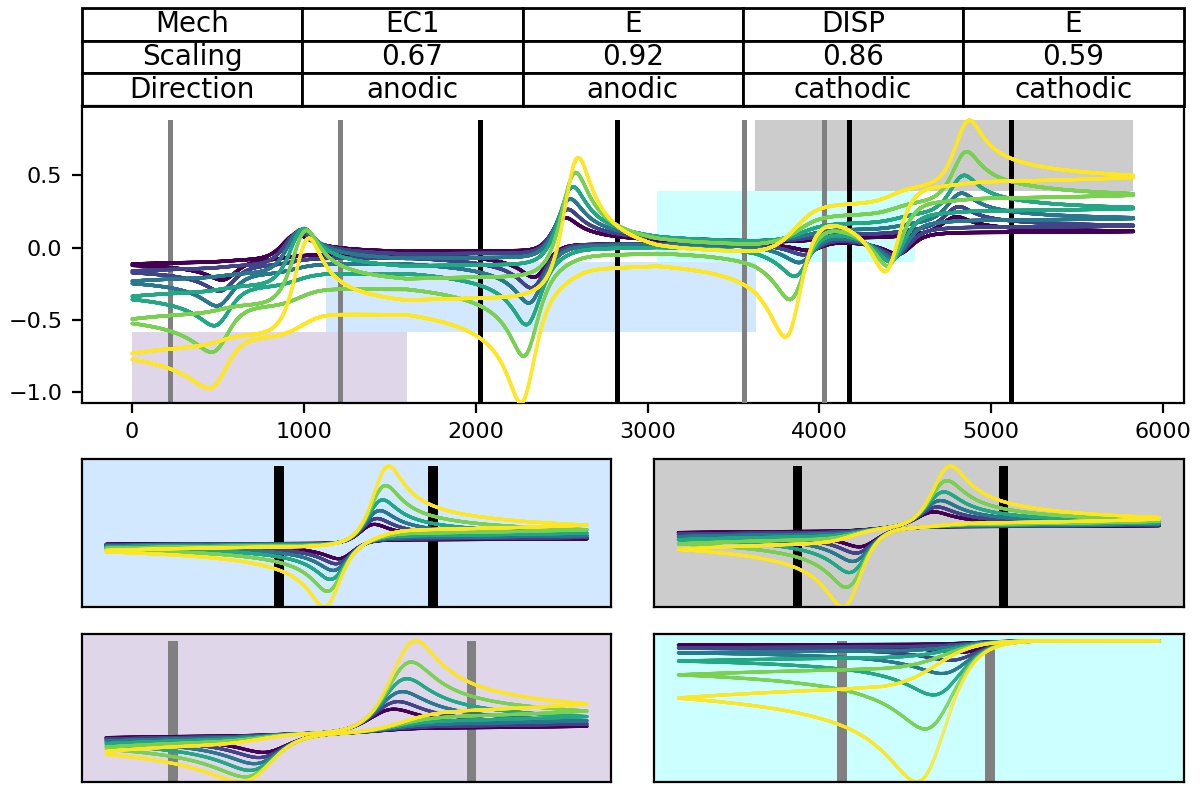 Mech EC1 E DISP E
Scaling 0.67 0.92 0.86 0.59
Direction anodic anodic cathodic cathodic
0.5
0.0
−0.5
−1.0
0 1000 2000 3000 4000 5000 6000